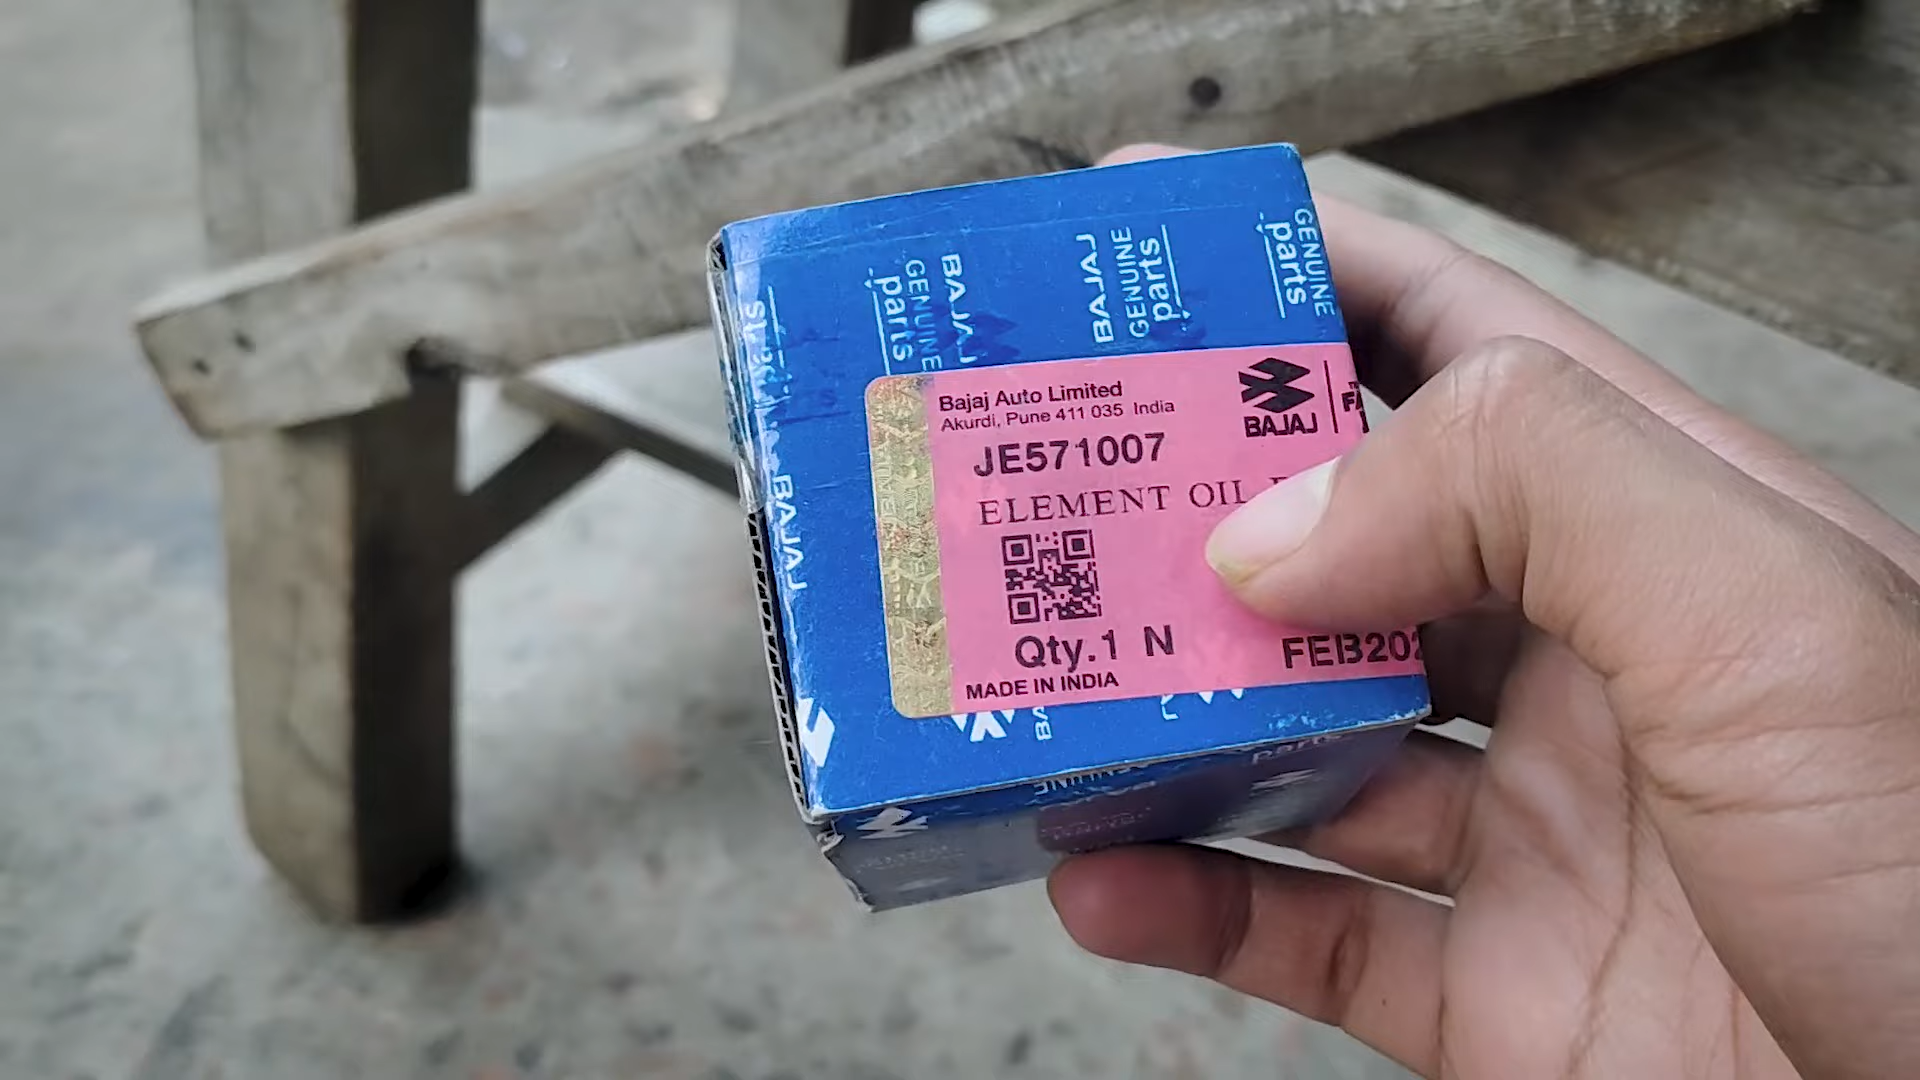 BAJAJ
GENUINE
parts
BAJAJ
GENUINE
parts
GENUINE
parts
BAJAJ
Bajaj Auto Limited
Akurdi, Pune 411 035 India
BAJAJ
JE571007
ELEMENT OIL
Qty.1 N
MADE IN INDIA